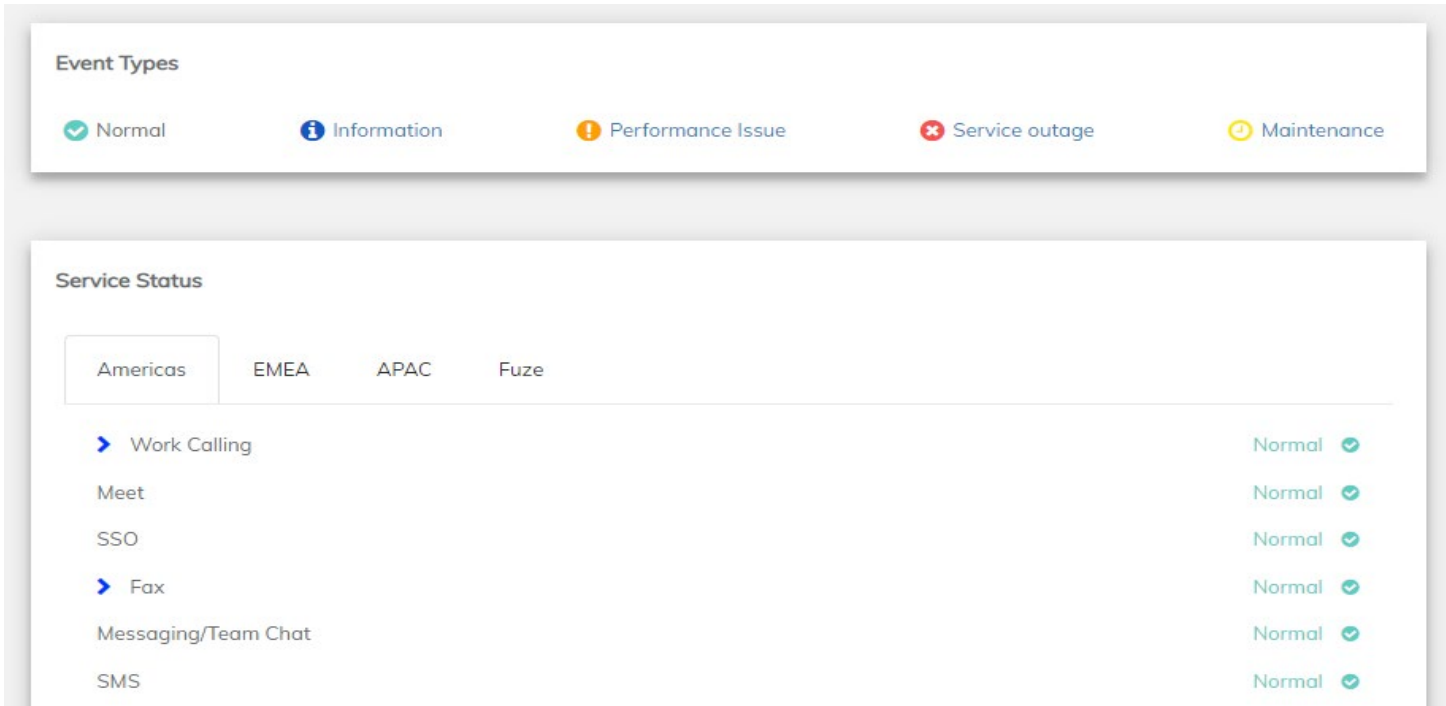 Event Types
Normal Information Performance Issue Service outage Maintenance
Service Status
Americas EMEA APAC Fuze
Work Calling Normal
Meet Normal
SSO Normal
Fax Normal
Messaging/Team Chat Normal
SMS Normal